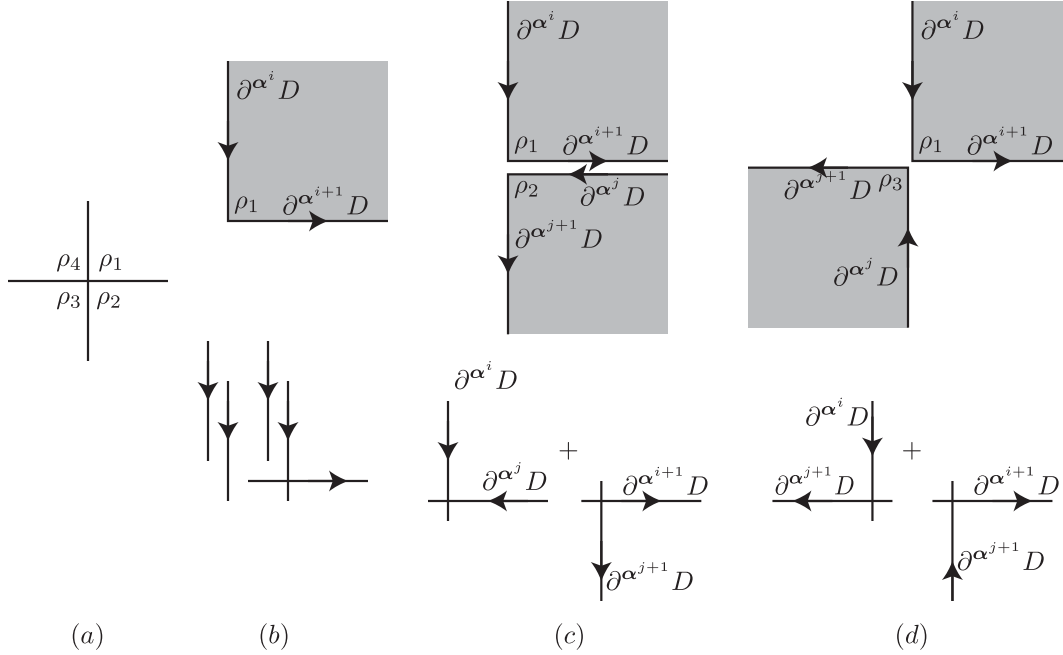 ρ₄ ρ₁
ρ₃ ρ₂
(a)
∂^{α^i} D
ρ₁ ∂^{α^{i+1}} D
(b)
∂^{α^i} D
ρ₁ ∂^{α^{i+1}} D
ρ₂ ∂^{α^j} D
∂^{α^{j+1}} D
∂^{α^i} D
+
∂^{α^j} D ∂^{α^{i+1}} D
∂^{α^{j+1}} D
(c)
∂^{α^i} D
ρ₁ ∂^{α^{i+1}} D
∂^{α^{j+1}} D ρ₃
∂^{α^j} D
∂^{α^i} D
+
∂^{α^{j+1}} D ∂^{α^{i+1}} D
∂^{α^{j+1}} D
(d)